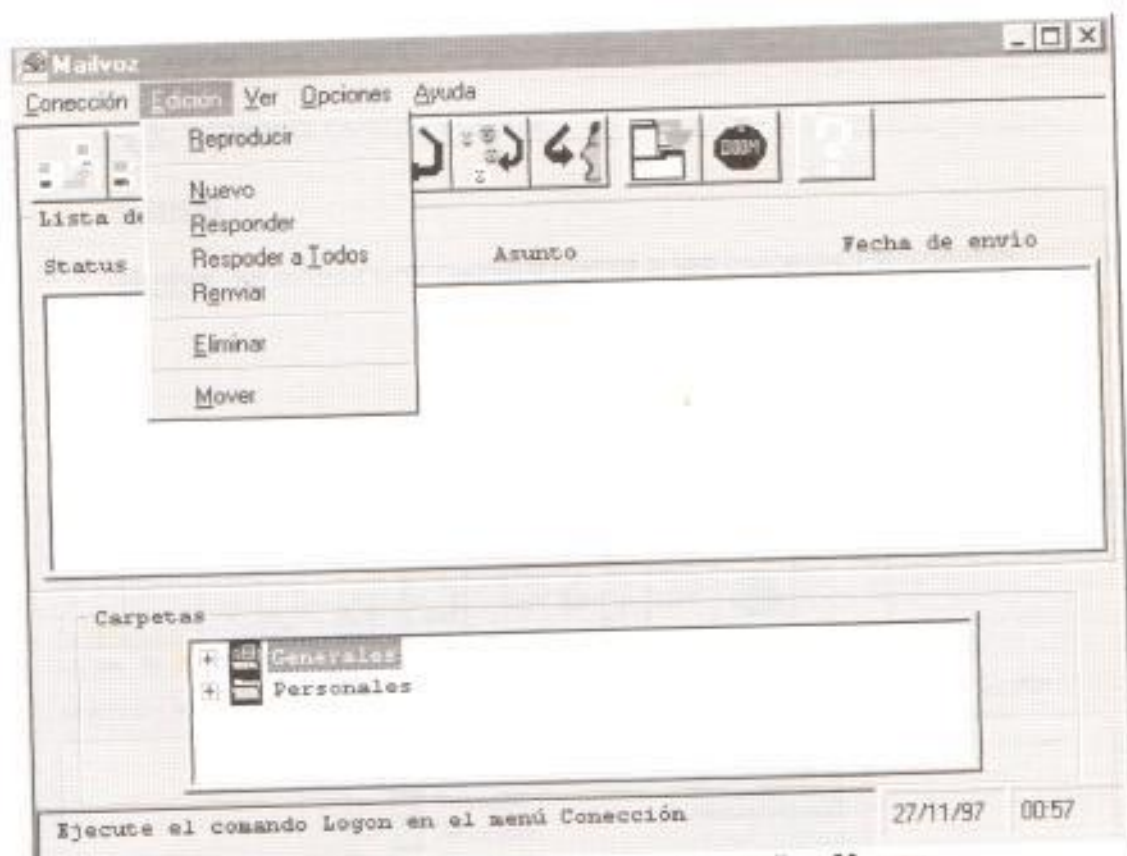 Mailvoz
Conección Edición Ver Opciones Ayuda
Reproducir
Nuevo
Responder
Respoder a Todos
Renviar
Eliminar
Mover
DOOM
Lista de
Status Asunto Fecha de envio
Carpetas
Generales
Personales
Ejecute el comando Logon en el menú Conección 27/11/97 00:57